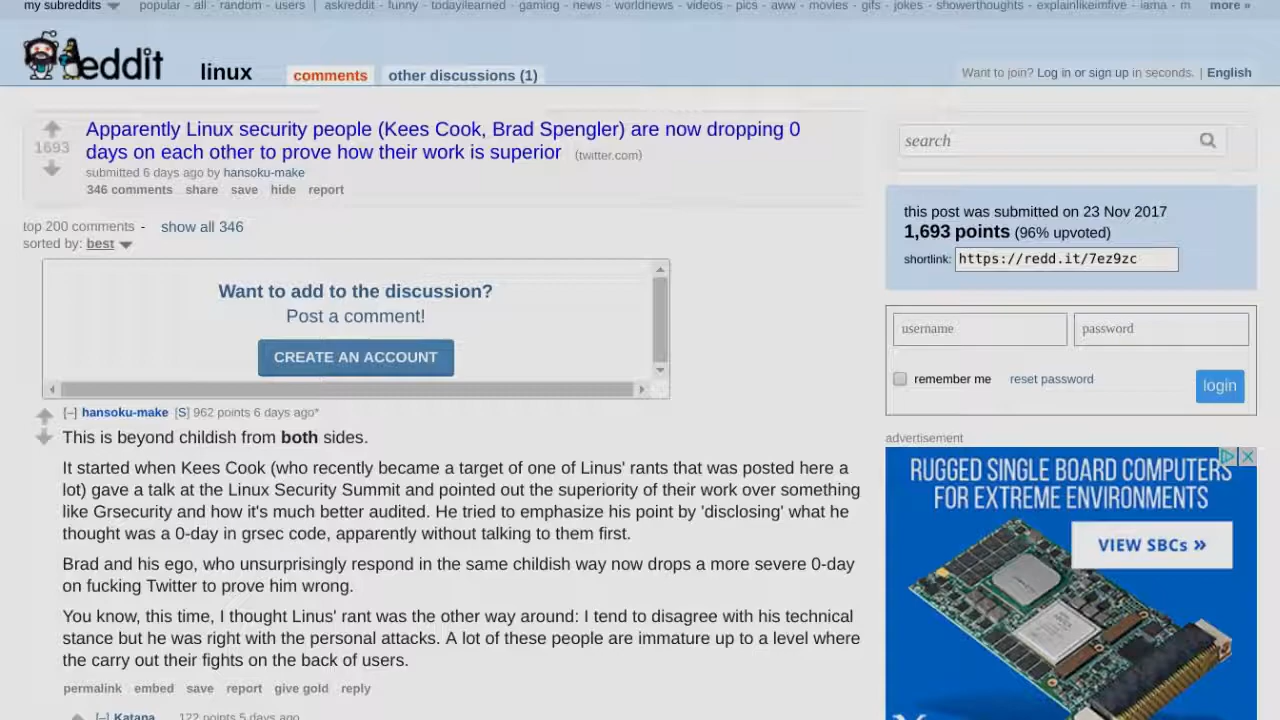 my subreddits popular - all - random - users | askreddit - funny - todayilearned - gaming - news - worldnews - videos - pics - aww - movies - gifs - jokes - showerthoughts - explainlikeimfive - iama - m more »
eddit linux comments other discussions (1)
Want to join? Log in or sign up in seconds. | English
1693
Apparently Linux security people (Kees Cook, Brad Spengler) are now dropping 0
days on each other to prove how their work is superior (twitter.com)
submitted 6 days ago by hansoku-make
346 comments share save hide report
top 200 comments - show all 346
sorted by: best
Want to add to the discussion?
Post a comment!
CREATE AN ACCOUNT
[–] hansoku-make [S] 962 points 6 days ago*
This is beyond childish from both sides.
It started when Kees Cook (who recently became a target of one of Linus' rants that was posted here a
lot) gave a talk at the Linux Security Summit and pointed out the superiority of their work over something
like Grsecurity and how it's much better audited. He tried to emphasize his point by 'disclosing' what he
thought was a 0-day in grsec code, apparently without talking to them first.
Brad and his ego, who unsurprisingly respond in the same childish way now drops a more severe 0-day
on fucking Twitter to prove him wrong.
You know, this time, I thought Linus' rant was the other way around: I tend to disagree with his technical
stance but he was right with the personal attacks. A lot of these people are immature up to a level where
the carry out their fights on the back of users.
permalink embed save report give gold reply
[–] Katana 122 points 5 days ago
search
this post was submitted on 23 Nov 2017
1,693 points (96% upvoted)
shortlink: https://redd.it/7ez9zc
username password
remember me reset password login
advertisement
RUGGED SINGLE BOARD COMPUTERS
FOR EXTREME ENVIRONMENTS
VIEW SBCs »